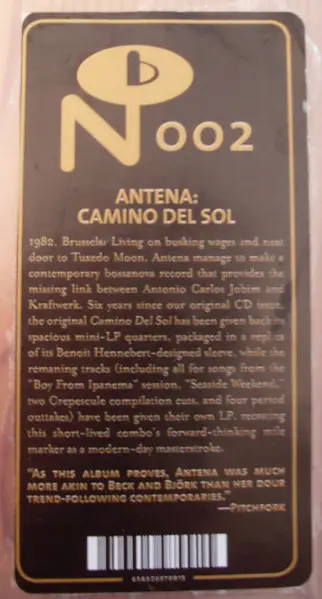 N 002
ANTENA:
CAMINO DEL SOL
1982. Brussels: Living on busking wages and next
door to Tuxedo Moon, Antena manage to make a
contemporary bossanova record that provides the
missing link between Antonio Carlos Jobim and
Kraftwerk. Six years since our original CD issue,
the original Camino Del Sol has been given back its
spacious mini-LP quarters, packaged in a replica
of its Benoit Hennebert-designed sleeve, while the
remaning tracks (including all for songs from the
"Boy From Ipanema" session, "Seaside Weekend,"
two Crepescule compilation cuts, and four period
outtakes) have been given their own LP, recasting
this short-lived combo's forward-thinking mile
marker as a modern-day masterstroke.
"AS THIS ALBUM PROVES, ANTENA WAS MUCH
MORE AKIN TO BECK AND BJÖRK THAN HER DOUR
TREND-FOLLOWING CONTEMPORARIES."
—PITCHFORK